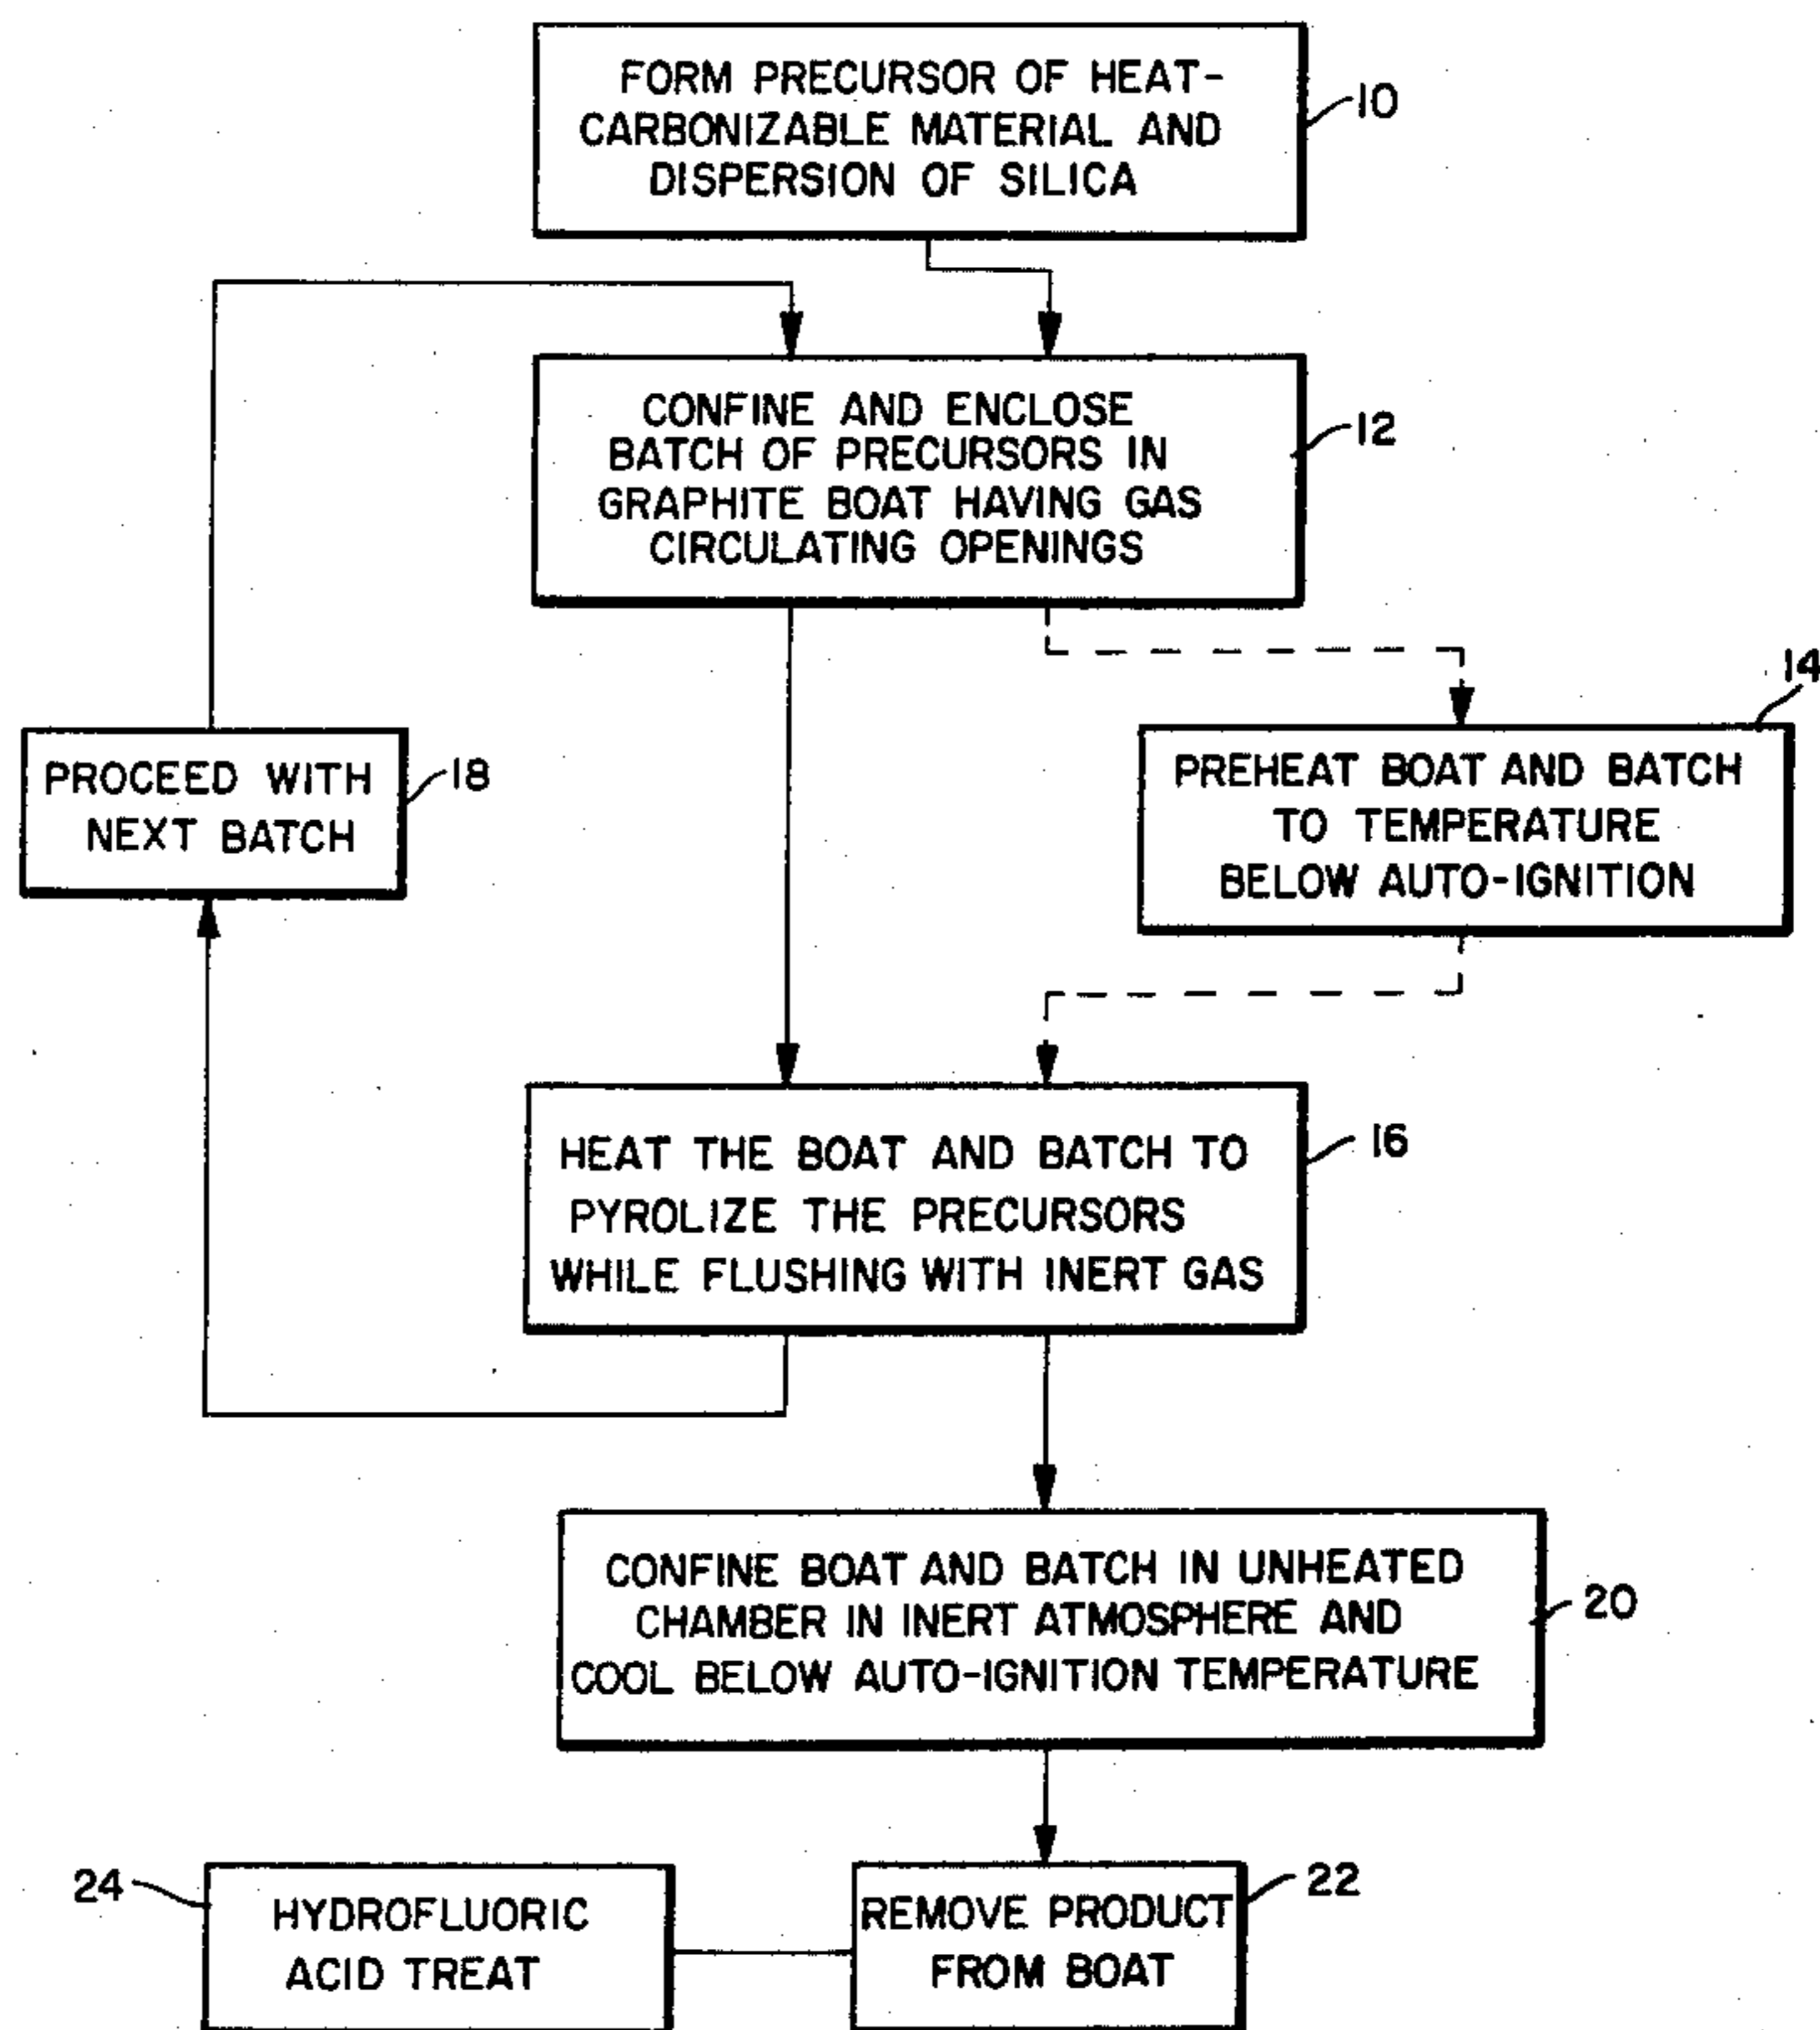 FORM PRECURSOR OF HEAT-
CARBONIZABLE MATERIAL AND
DISPERSION OF SILICA
10
CONFINE AND ENCLOSE
BATCH OF PRECURSORS IN
GRAPHITE BOAT HAVING GAS
CIRCULATING OPENINGS
12
14
PREHEAT BOAT AND BATCH
TO TEMPERATURE
BELOW AUTO-IGNITION
PROCEED WITH
NEXT BATCH
18
HEAT THE BOAT AND BATCH TO
PYROLIZE THE PRECURSORS
WHILE FLUSHING WITH INERT GAS
16
CONFINE BOAT AND BATCH IN UNHEATED
CHAMBER IN INERT ATMOSPHERE AND
COOL BELOW AUTO-IGNITION TEMPERATURE
20
24
HYDROFLUORIC
ACID TREAT
REMOVE PRODUCT
FROM BOAT
22